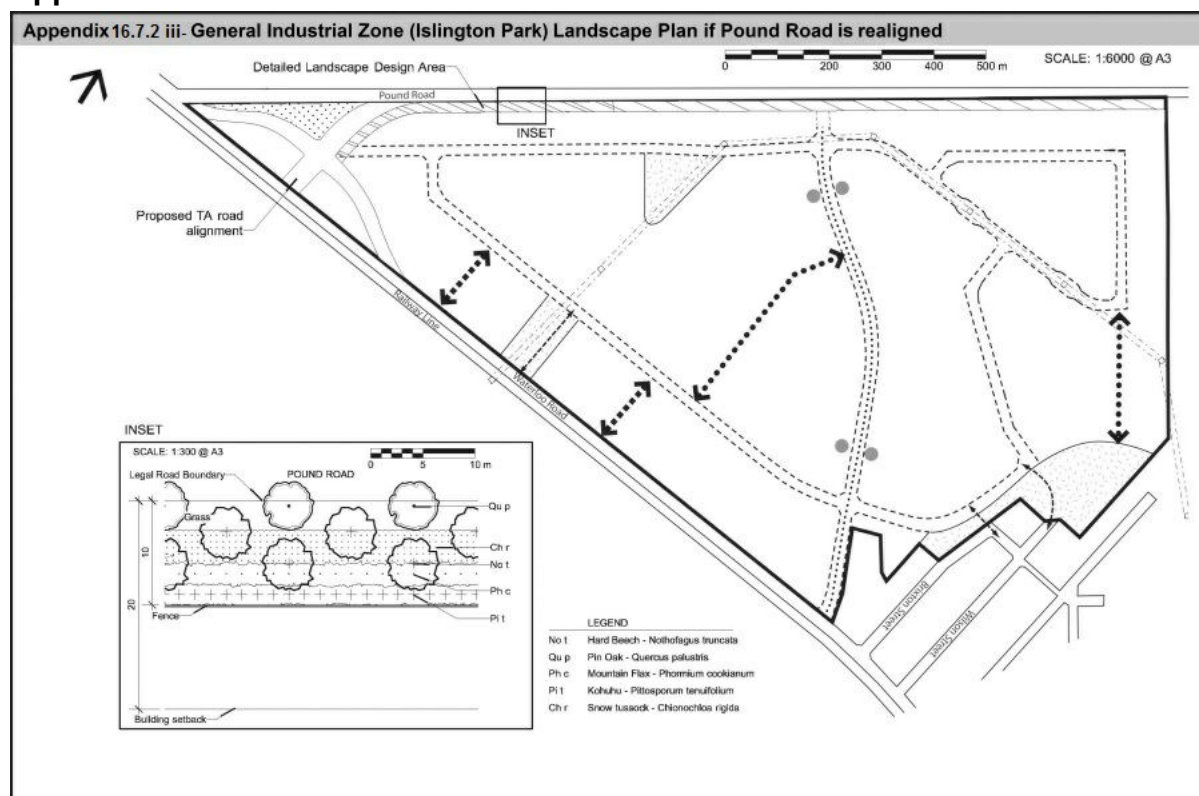 Appendix 16.7.2 iii- General Industrial Zone (Islington Park) Landscape Plan if Pound Road is realigned
SCALE: 1:6000 @ A3
0 100 200 300 400 500 m
Detailed Landscape Design Area
Pound Road
INSET
Proposed TA road
alignment
Railway Line
Waterloo Road
Brixton Street
Wilson Street
INSET
SCALE: 1:300 @ A3
0 5 10 m
Legal Road Boundary
POUND ROAD
Grass
Qu p
Ch r
No t
Ph c
Pi t
10
20
Fence
Building setback
LEGEND
No t Hard Beech - Nothofagus truncata
Qu p Pin Oak - Quercus palustris
Ph c Mountain Flax - Phormium cookianum
Pi t Kohuhu - Pittosporum tenuifolium
Ch r Snow tussock - Chionochloa rigida